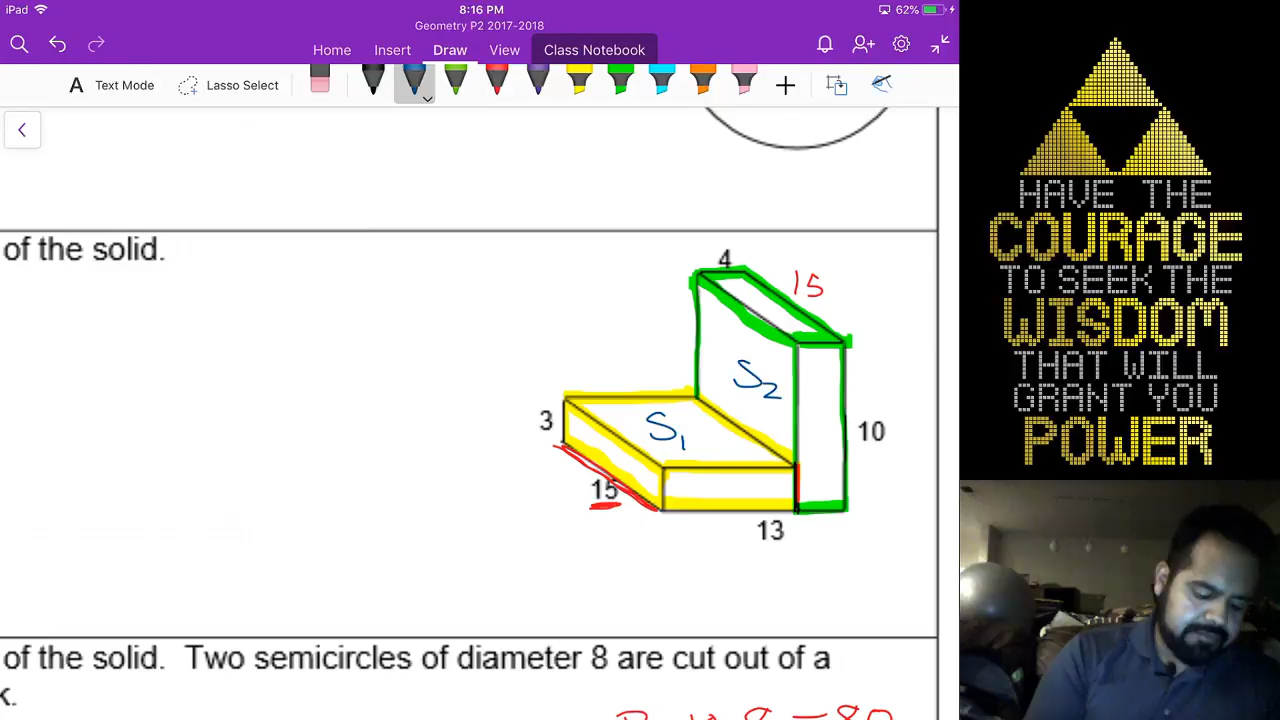 iPad 8:16 PM 62%
Geometry P2 2017-2018
Home Insert Draw View Class Notebook
A Text Mode Lasso Select
of the solid.
4
15
S2
3
S1
10
15
13
of the solid. Two semicircles of diameter 8 are cut out of a
k.
8 = 80
HAVE THE
COURAGE
TO SEEK THE
WISDOM
THAT WILL
GRANT YOU
POWER